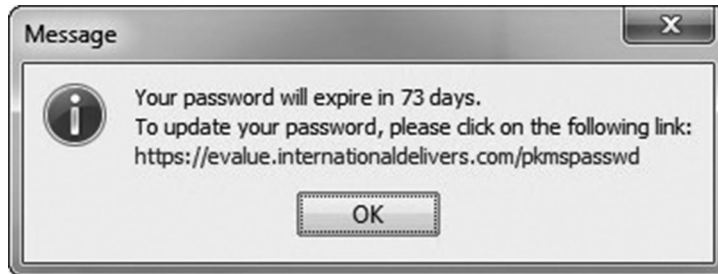 Message
Your password will expire in 73 days.
To update your password, please click on the following link:
https://evalue.internationaldelivers.com/pkmspasswd
OK